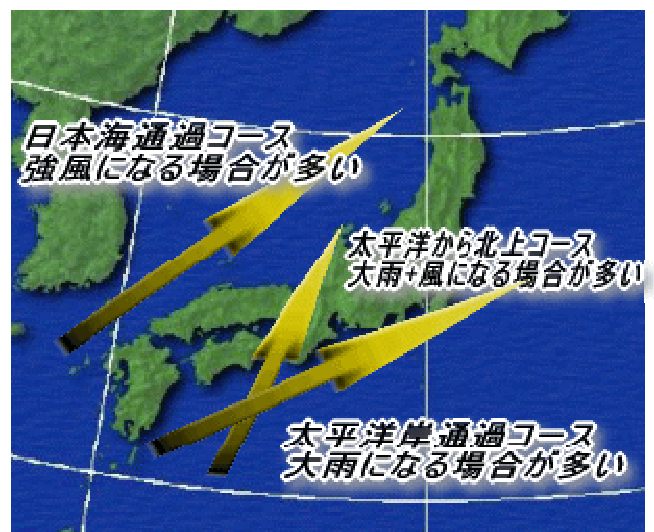 日本海通過コース
強風になる場合が多い
太平洋から北上コース
大雨+風になる場合が多い
太平洋岸通過コース
大雨になる場合が多い